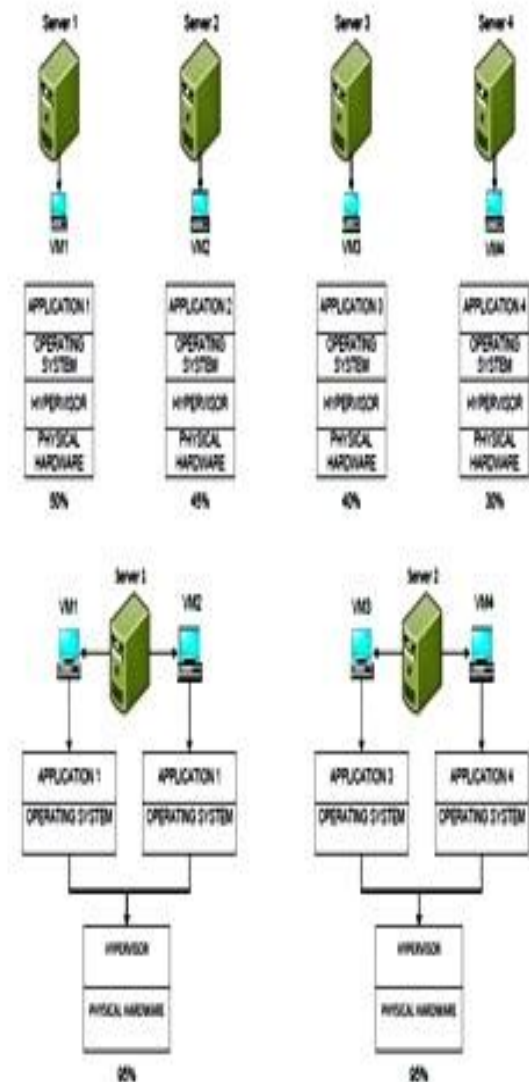 Server 1
Server 2
Server 3
Server 4
VM1
VM2
VM3
VM4
APPLICATION 1
APPLICATION 2
APPLICATION 3
APPLICATION 4
OPERATING
SYSTEM
OPERATING
SYSTEM
OPERATING
SYSTEM
OPERATING
SYSTEM
HYPERVISOR
HYPERVISOR
HYPERVISOR
HYPERVISOR
PHYSICAL
HARDWARE
PHYSICAL
HARDWARE
PHYSICAL
HARDWARE
PHYSICAL
HARDWARE
50%
45%
40%
30%
VM1
Server
VM2
VM3
Server 2
VM4
APPLICATION 1
APPLICATION 1
APPLICATION 3
APPLICATION 4
OPERATING SYSTEM
OPERATING SYSTEM
OPERATING SYSTEM
OPERATING SYSTEM
HYPERVISOR
HYPERVISOR
PHYSICAL HARDWARE
PHYSICAL HARDWARE
95%
95%